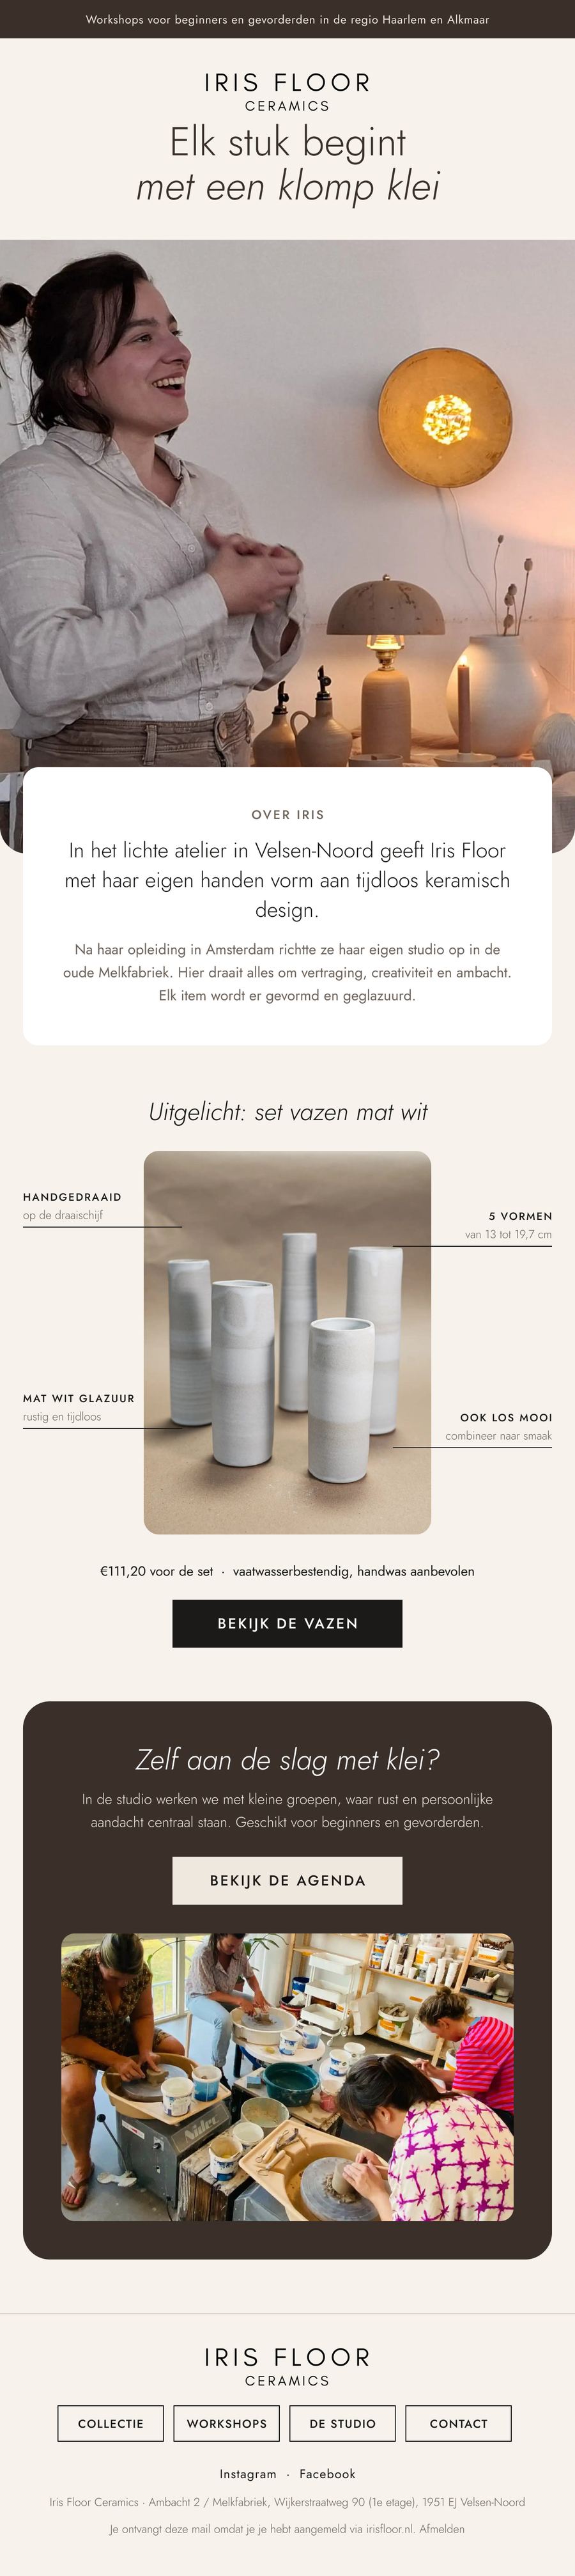 Workshops voor beginners en gevorderden in de regio Haarlem en Alkmaar
IRIS FLOOR
CERAMICS
Elk stuk begint
met een klomp klei
OVER IRIS
In het lichte atelier in Velsen-Noord geeft Iris Floor
met haar eigen handen vorm aan tijdloos keramisch
design.
Na haar opleiding in Amsterdam richtte ze haar eigen studio op in de
oude Melkfabriek. Hier draait alles om vertraging, creativiteit en ambacht.
Elk item wordt er gevormd en geglazuurd.
Uitgelicht: set vazen mat wit
HANDGEDRAAID
op de draaischijf
5 VORMEN
van 13 tot 19,7 cm
MAT WIT GLAZUUR
rustig en tijdloos
OOK LOS MOOI
combineer naar smaak
€111,20 voor de set · vaatwasserbestendig, handwas aanbevolen
BEKIJK DE VAZEN
Zelf aan de slag met klei?
In de studio werken we met kleine groepen, waar rust en persoonlijke
aandacht centraal staan. Geschikt voor beginners en gevorderden.
BEKIJK DE AGENDA
IRIS FLOOR
CERAMICS
COLLECTIE
WORKSHOPS
DE STUDIO
CONTACT
Instagram · Facebook
Iris Floor Ceramics · Ambacht 2 / Melkfabriek, Wijkerstraatweg 90 (1e etage), 1951 EJ Velsen-Noord
Je ontvangt deze mail omdat je je hebt aangemeld via irisfloor.nl. Afmelden